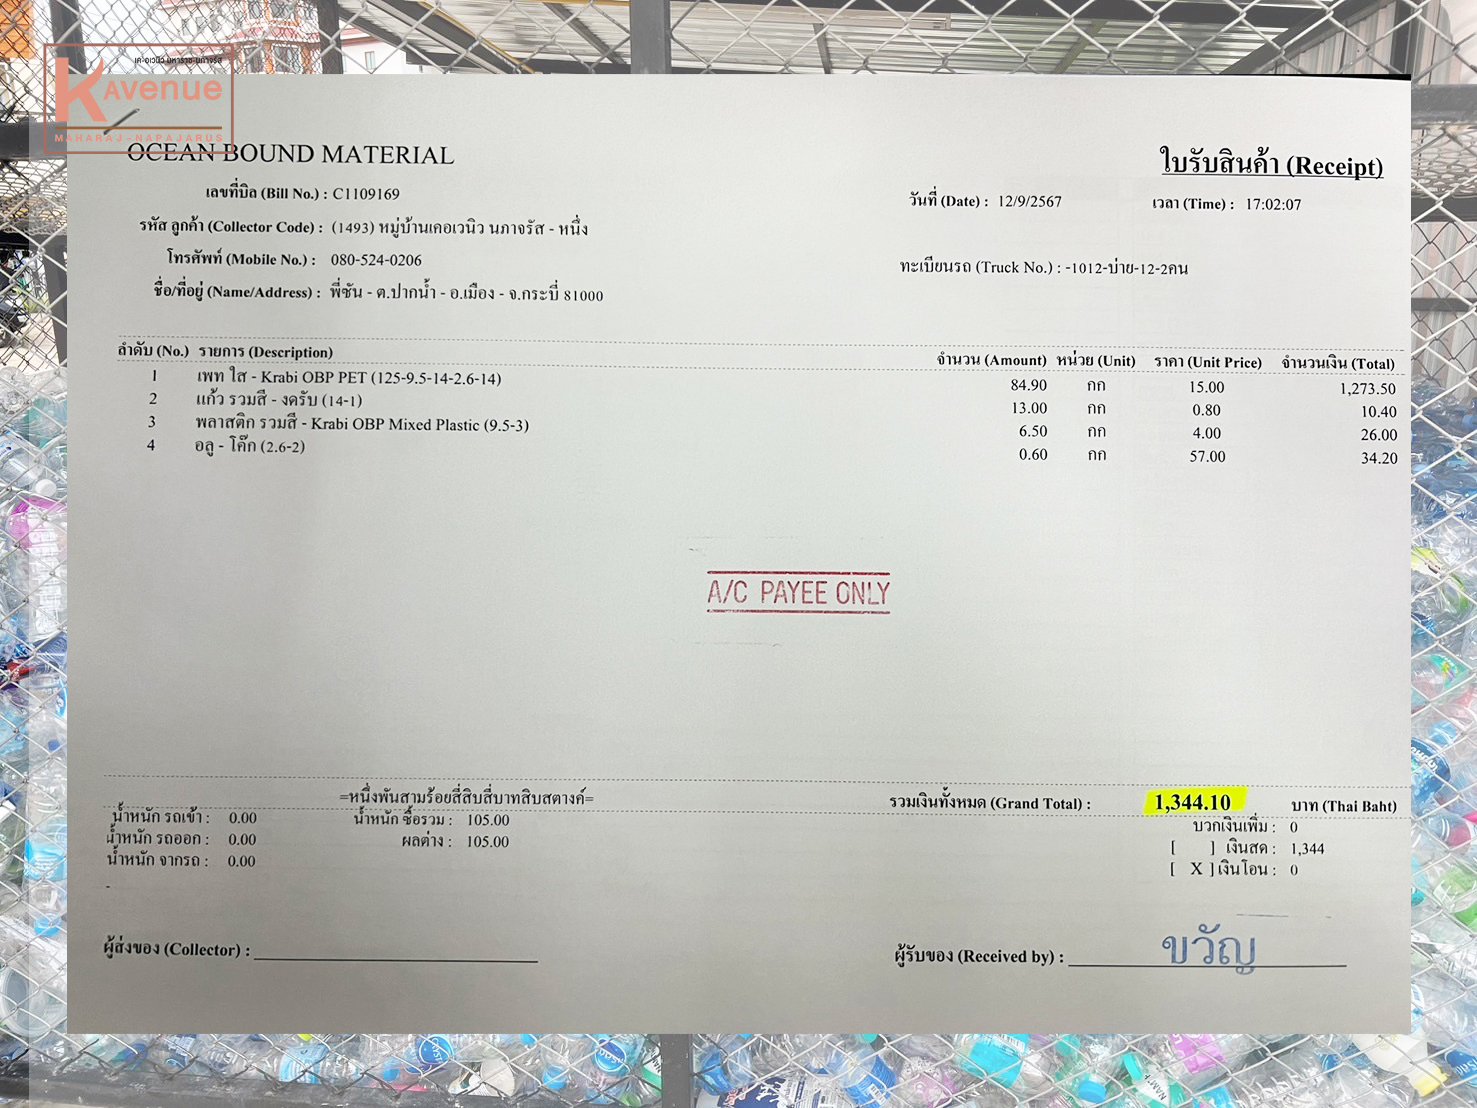 เค-อเวนิว มหาราช-นภาจรัส
K Avenue
MAHARAJ - NAPAJARUS
OCEAN BOUND MATERIAL
ใบรับสินค้า (Receipt)
เลขที่บิล (Bill No.) : C1109169
วันที่ (Date) : 12/9/2567 เวลา (Time) : 17:02:07
รหัส ลูกค้า (Collector Code) : (1493) หมู่บ้านเคอเวนิว นภาจรัส - หนึ่ง
โทรศัพท์ (Mobile No.) : 080-524-0206
ทะเบียนรถ (Truck No.) : -1012-บ่าย-12-2คน
ชื่อ/ที่อยู่ (Name/Address) : พี่ชัน - ต.ปากน้ำ - อ.เมือง - จ.กระบี่ 81000
ลำดับ (No.) รายการ (Description) จำนวน (Amount) หน่วย (Unit) ราคา (Unit Price) จำนวนเงิน (Total)
1 เพท ใส - Krabi OBP PET (125-9.5-14-2.6-14) 84.90 กก 15.00 1,273.50
2 แก้ว รวมสี - งดรับ (14-1) 13.00 กก 0.80 10.40
3 พลาสติก รวมสี - Krabi OBP Mixed Plastic (9.5-3) 6.50 กก 4.00 26.00
4 อลู - โค๊ก (2.6-2) 0.60 กก 57.00 34.20
A/C PAYEE ONLY
=หนึ่งพันสามร้อยสี่สิบสี่บาทสิบสตางค์= รวมเงินทั้งหมด (Grand Total) : 1,344.10 บาท (Thai Baht)
น้ำหนัก รถเข้า : 0.00 น้ำหนัก ซื้อรวม : 105.00 บวกเงินเพิ่ม : 0
น้ำหนัก รถออก : 0.00 ผลต่าง : 105.00 [ ] เงินสด : 1,344
น้ำหนัก จากรถ : 0.00 [ X ] เงินโอน : 0
-
ผู้ส่งของ (Collector) : ผู้รับของ (Received by) : ขวัญ